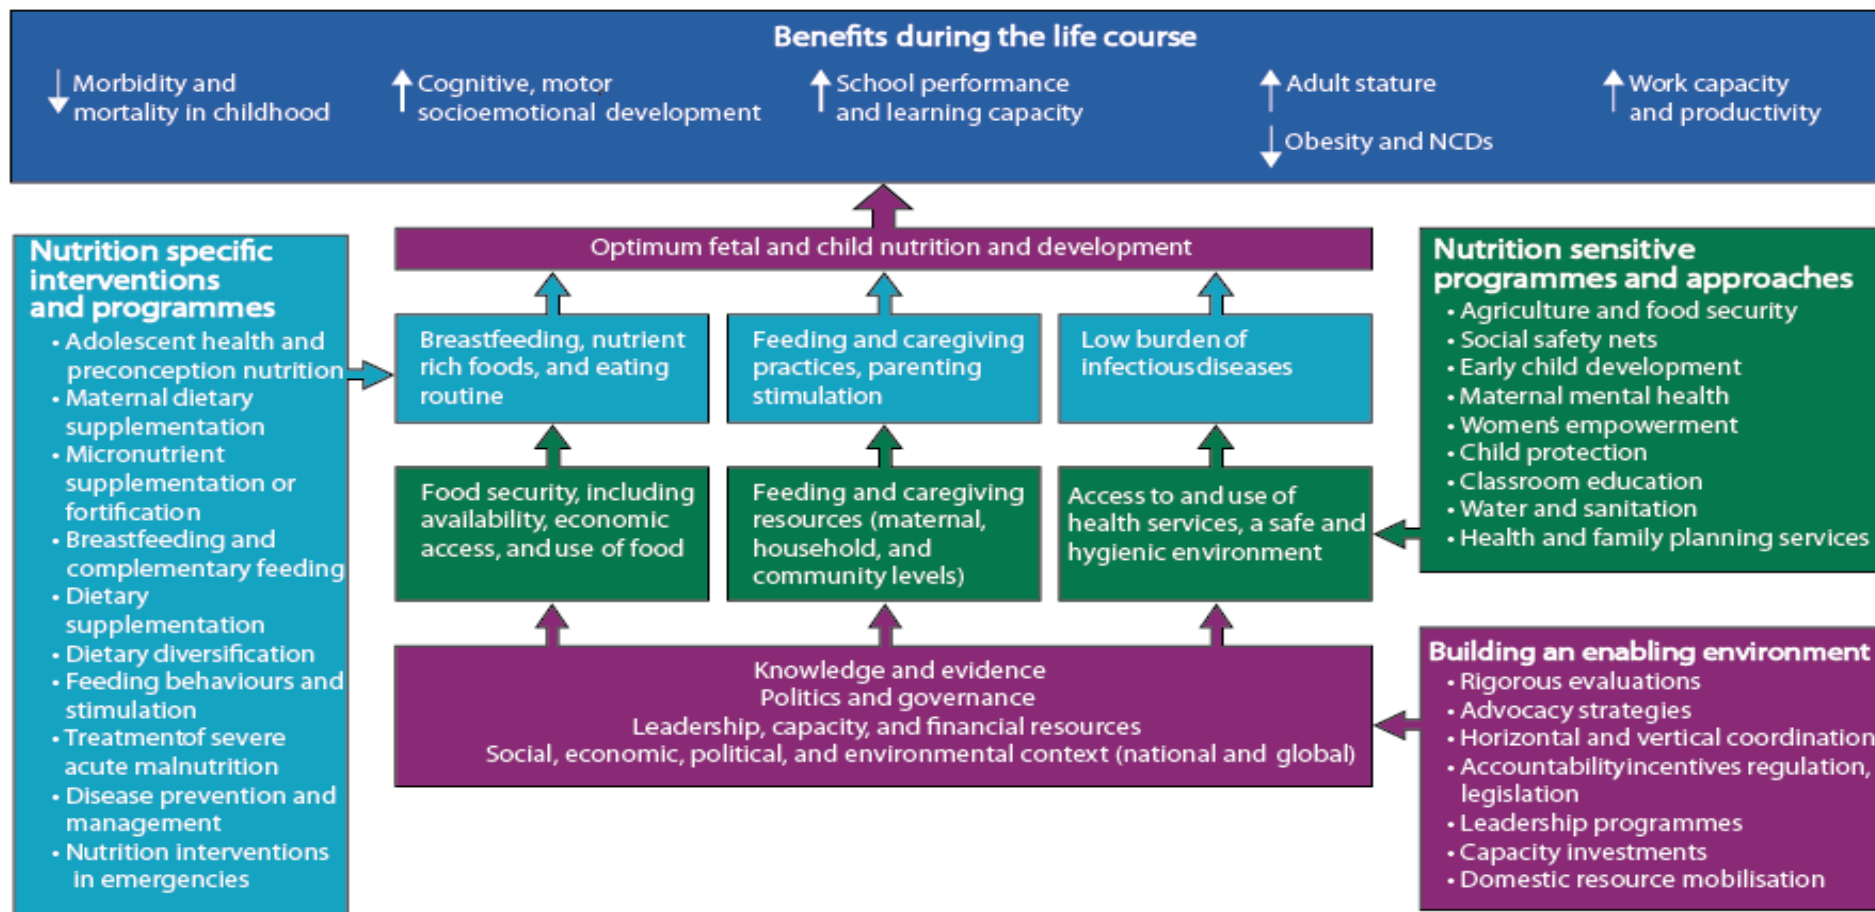 Benefits during the life course
Morbidity and
mortality in childhood
Cognitive, motor
socioemotional development
School performance
and learning capacity
Adult stature
Obesity and NCDs
Work capacity
and productivity
Nutrition specific
interventions
and programmes
• Adolescent health and
preconception nutrition
• Maternal dietary
supplementation
• Micronutrient
supplementation or
fortification
• Breastfeeding and
complementary feeding
• Dietary
supplementation
• Dietary diversification
• Feeding behaviours and
stimulation
• Treatmentof severe
acute malnutrition
• Disease prevention and
management
• Nutrition interventions
in emergencies
Optimum fetal and child nutrition and development
Breastfeeding, nutrient
rich foods, and eating
routine
Feeding and caregiving
practices, parenting
stimulation
Low burden of
infectiousdiseases
Food security, including
availability, economic
access, and use of food
Feeding and caregiving
resources (maternal,
household, and
community levels)
Access to and use of
health services, a safe and
hygienic environment
Knowledge and evidence
Politics and governance
Leadership, capacity, and financial resources
Social, economic, political, and environmental context (national and global)
Nutrition sensitive
programmes and approaches
• Agriculture and food security
• Social safety nets
• Early child development
• Maternal mental health
• Women's empowerment
• Child protection
• Classroom education
• Water and sanitation
• Health and family planning services
Building an enabling environment
• Rigorous evaluations
• Advocacy strategies
• Horizontal and vertical coordination
• Accountabilityincentives regulation,
legislation
• Leadership programmes
• Capacity investments
• Domestic resource mobilisation